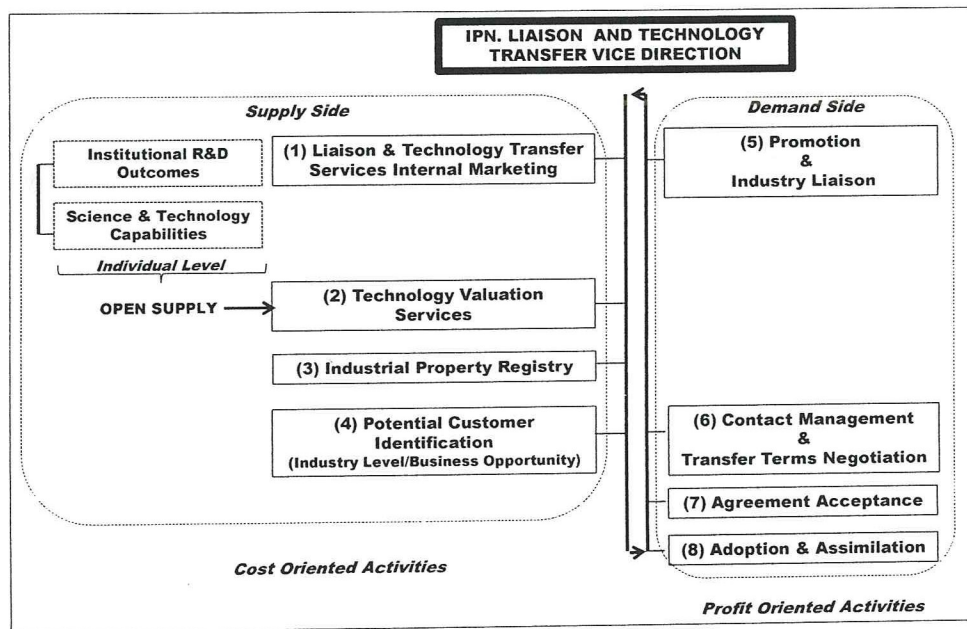 IPN. LIAISON AND TECHNOLOGY
TRANSFER VICE DIRECTION
Supply Side
Institutional R&D
Outcomes
Science & Technology
Capabilities
Individual Level
OPEN SUPPLY
(1) Liaison & Technology Transfer
Services Internal Marketing
(2) Technology Valuation
Services
(3) Industrial Property Registry
(4) Potential Customer
Identification
(Industry Level/Business Opportunity)
Cost Oriented Activities
Demand Side
(5) Promotion
&
Industry Liaison
(6) Contact Management
&
Transfer Terms Negotiation
(7) Agreement Acceptance
(8) Adoption & Assimilation
Profit Oriented Activities